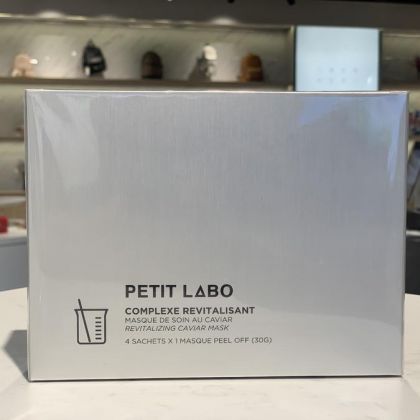 PETIT LABO
COMPLEXE REVITALISANT
MASQUE DE SOIN AU CAVIAR
REVITALIZING CAVIAR MASK
4 SACHETS X 1 MASQUE PEEL OFF (30G)